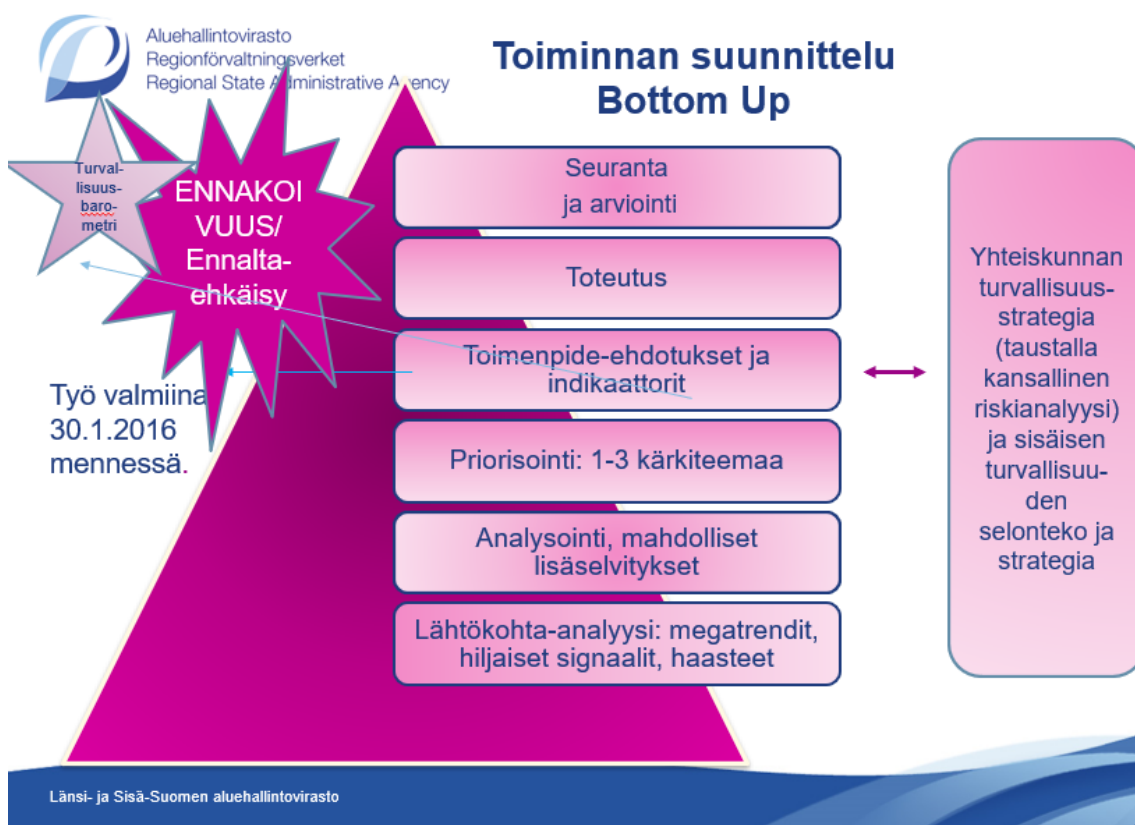 Aluehallintovirasto
Regionförvaltningsverket
Regional State Administrative Agency
Toiminnan suunnittelu
Bottom Up
Turval-
lisuus-
baro-
metri
ENNAKOI
VUUS/
Ennalta-
ehkäisy
Työ valmiina
30.1.2016
mennessä.
Seuranta
ja arviointi
Toteutus
Toimenpide-ehdotukset ja
indikaattorit
Priorisointi: 1-3 kärkiteemaa
Analysointi, mahdolliset
lisäselvitykset
Lähtökohta-analyysi: megatrendit,
hiljaiset signaalit, haasteet
Yhteiskunnan
turvallisuus-
strategia
(taustalla
kansallinen
riskianalyysi)
ja sisäisen
turvallisuu-
den
selonteko ja
strategia
Länsi- ja Sisä-Suomen aluehallintovirasto